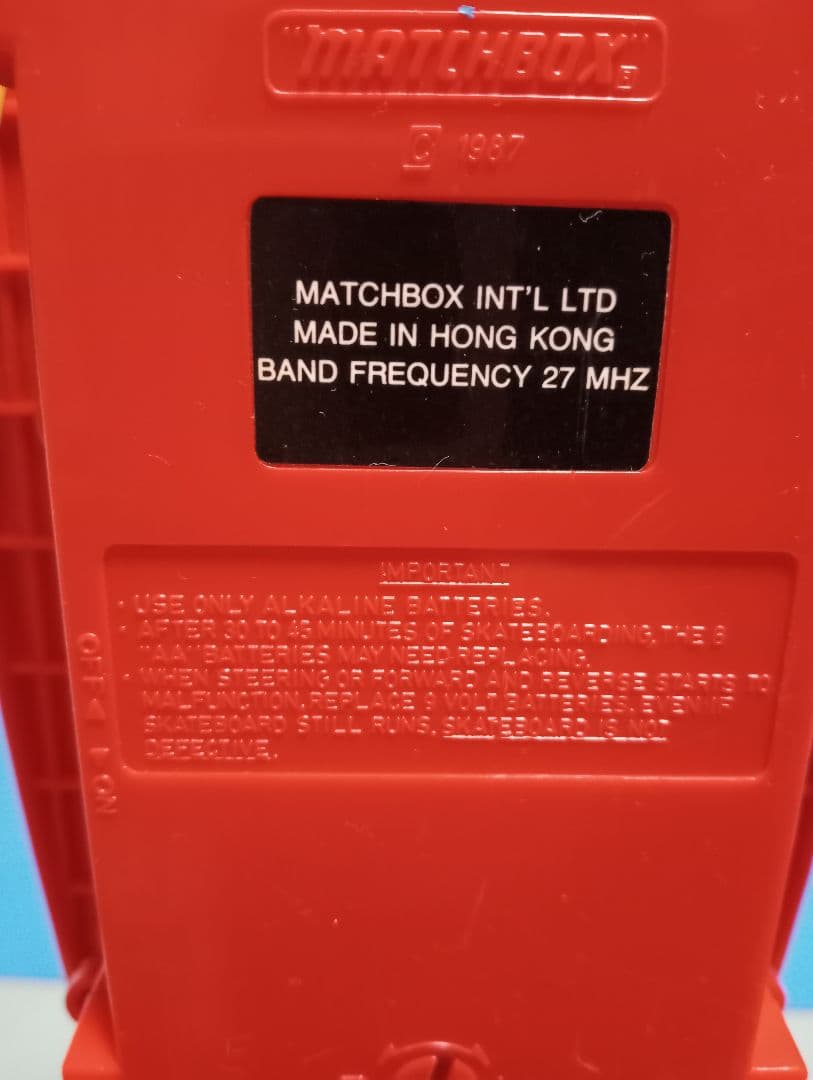 "MATCHBOX"®
© 1987
MATCHBOX INT'L LTD
MADE IN HONG KONG
BAND FREQUENCY 27 MHZ
IMPORTANT
• USE ONLY ALKALINE BATTERIES.
• AFTER 30 TO 45 MINUTES OF SKATEBOARDING, THE 6
"AA" BATTERIES MAY NEED REPLACING.
• WHEN STEERING OR FORWARD AND REVERSE STARTS TO
MALFUNCTION, REPLACE 9 VOLT BATTERIES. EVEN IF
SKATEBOARD STILL RUNS, SKATEBOARD IS NOT
DEFECTIVE.
OFF ◄ ► ON